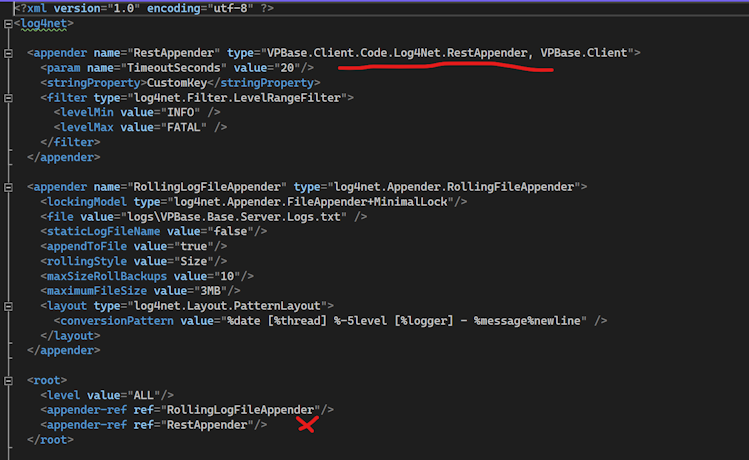 <?xml version="1.0" encoding="utf-8" ?>
<log4net>
<appender name="RestAppender" type="VPBase.Client.Code.Log4Net.RestAppender, VPBase.Client">
<param name="TimeoutSeconds" value="20"/>
<stringProperty>CustomKey</stringProperty>
<filter type="log4net.Filter.LevelRangeFilter">
<levelMin value="INFO" />
<levelMax value="FATAL" />
</filter>
</appender>
<appender name="RollingLogFileAppender" type="log4net.Appender.RollingFileAppender">
<lockingModel type="log4net.Appender.FileAppender+MinimalLock"/>
<file value="logs\VPBase.Base.Server.Logs.txt" />
<staticLogFileName value="false"/>
<appendToFile value="true"/>
<rollingStyle value="Size"/>
<maxSizeRollBackups value="10"/>
<maximumFileSize value="3MB"/>
<layout type="log4net.Layout.PatternLayout">
<conversionPattern value="%date [%thread] %-5level [%logger] - %message%newline" />
</layout>
</appender>
<root>
<level value="ALL"/>
<appender-ref ref="RollingLogFileAppender"/>
<appender-ref ref="RestAppender"/>
</root>